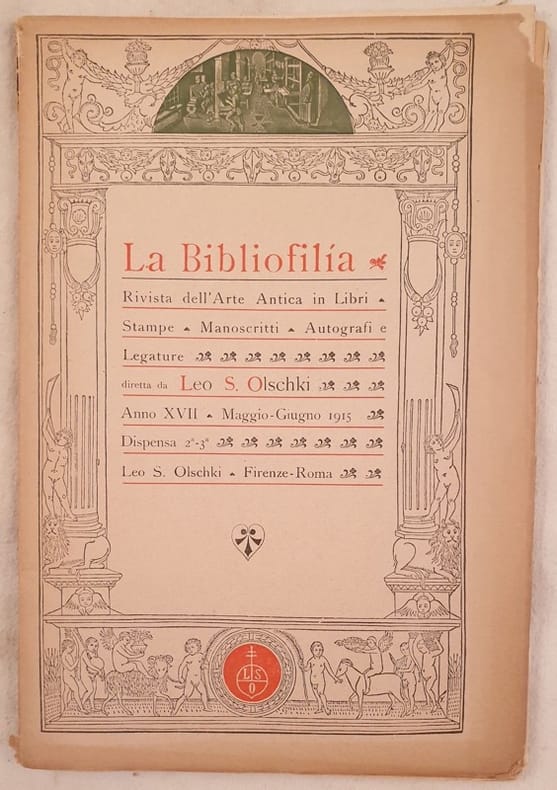 La Bibliofilía
Rivista dell'Arte Antica in Libri
Stampe Manoscritti Autografi e
Legature
diretta da Leo S. Olschki
Anno XVII Maggio-Giugno 1915
Dispensa 2ª-3ª
Leo S. Olschki Firenze-Roma
L S
O